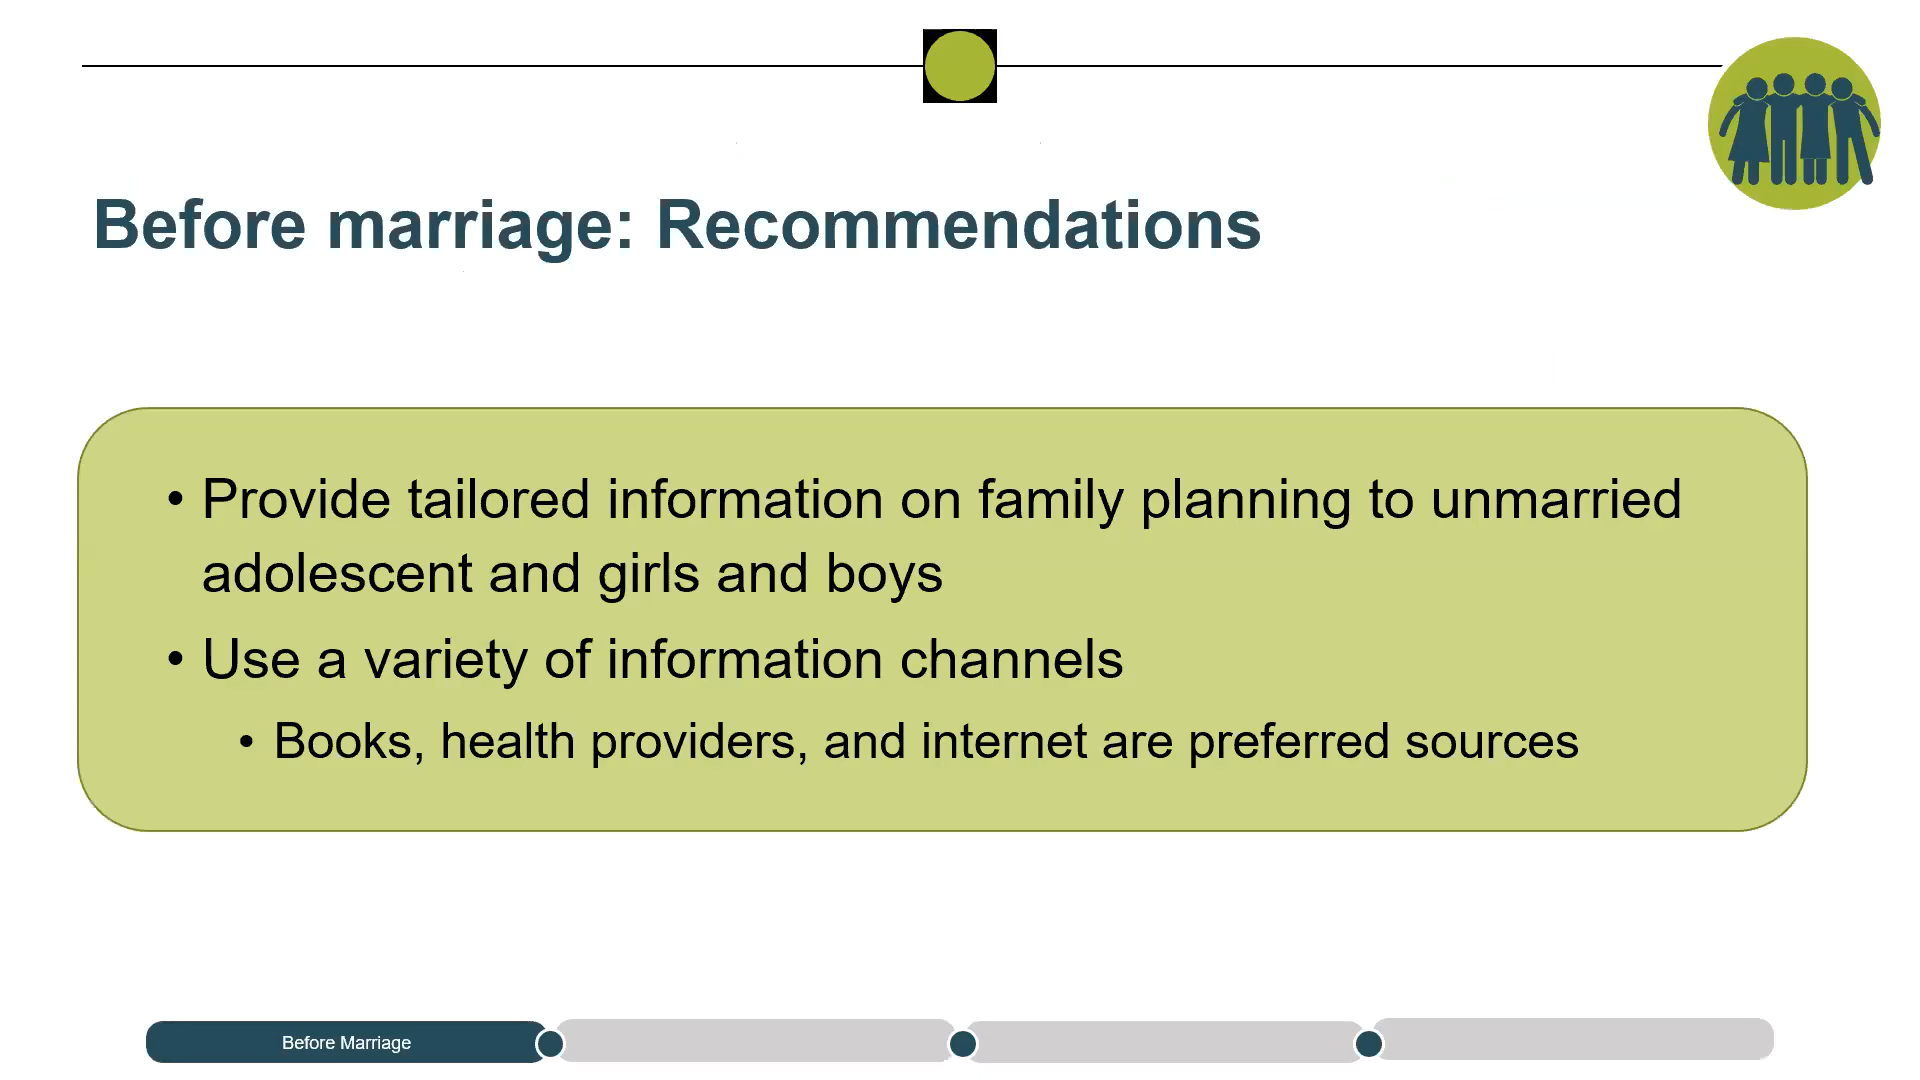 Before marriage: Recommendations
• Provide tailored information on family planning to unmarried
adolescent and girls and boys
• Use a variety of information channels
• Books, health providers, and internet are preferred sources
Before Marriage